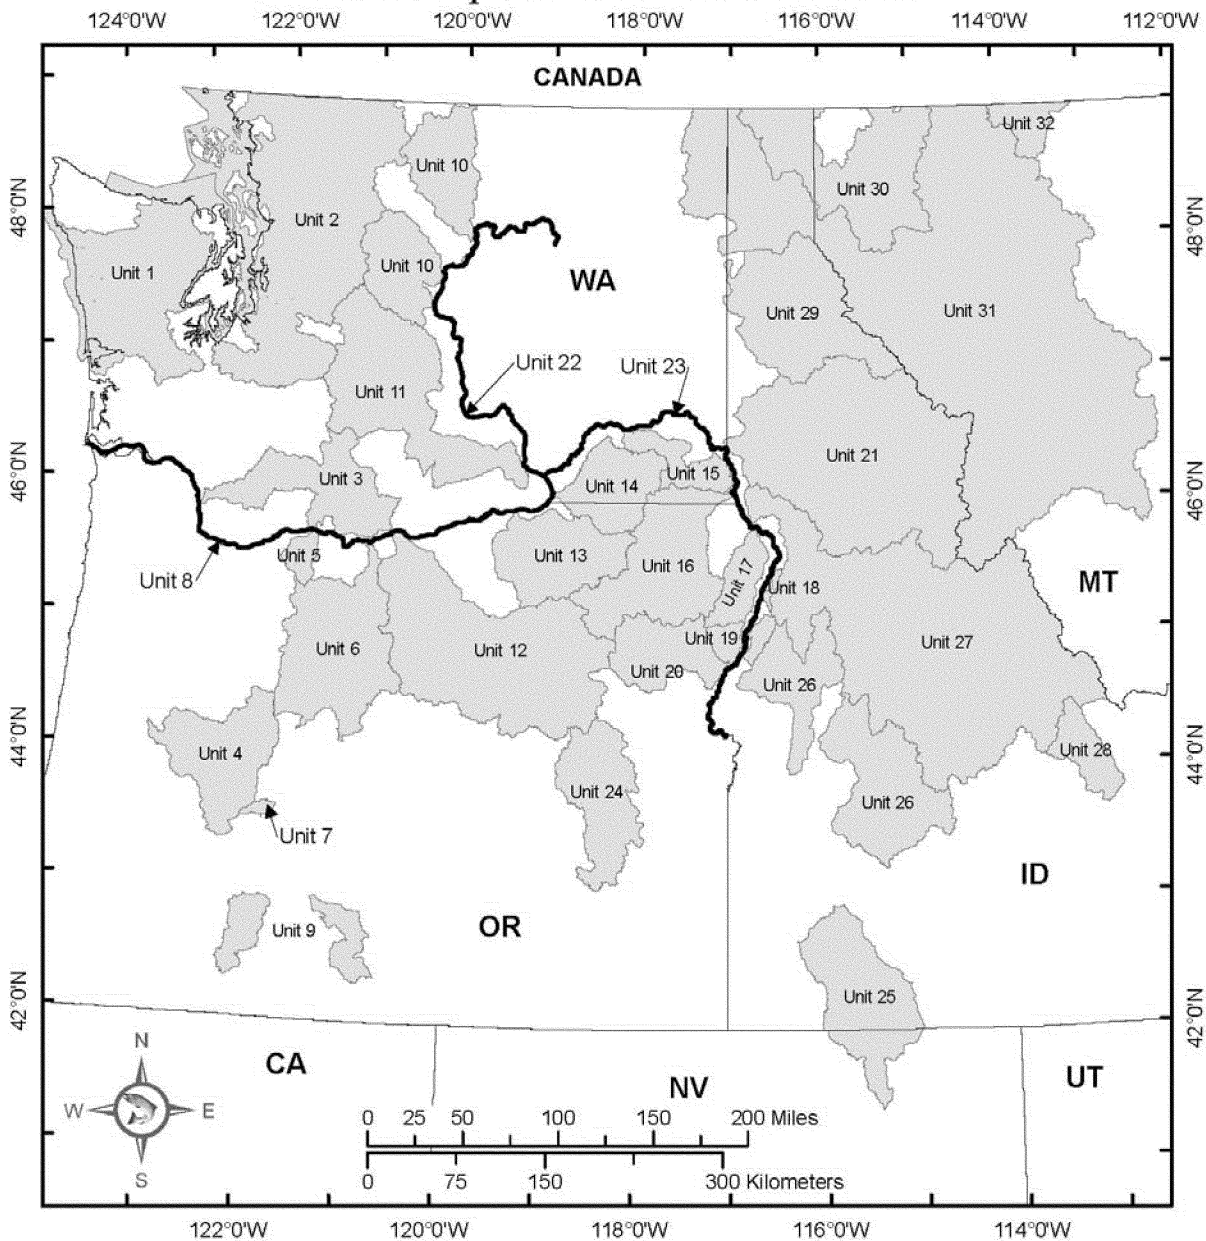 124°0'W 122°0'W 120°0'W 118°0'W 116°0'W 114°0'W 112°0'W
CANADA
Unit 32
Unit 10
Unit 30
48°0'N
Unit 2
48°0'N
Unit 1
Unit 10
WA
Unit 29
Unit 31
Unit 22
Unit 23
Unit 11
46°0'N
Unit 21
46°0'N
Unit 3
Unit 15
Unit 14
Unit 5
Unit 13
Unit 16
Unit 17
Unit 8
Unit 18
MT
Unit 6
Unit 12
Unit 19
Unit 27
Unit 20
Unit 26
44°0'N
Unit 4
Unit 28
44°0'N
Unit 24
Unit 26
Unit 7
ID
OR
Unit 9
42°0'N
Unit 25
42°0'N
CA
NV
UT
N
W E
S
0 25 50 100 150 200 Miles
0 75 150 300 Kilometers
122°0'W 120°0'W 118°0'W 116°0'W 114°0'W